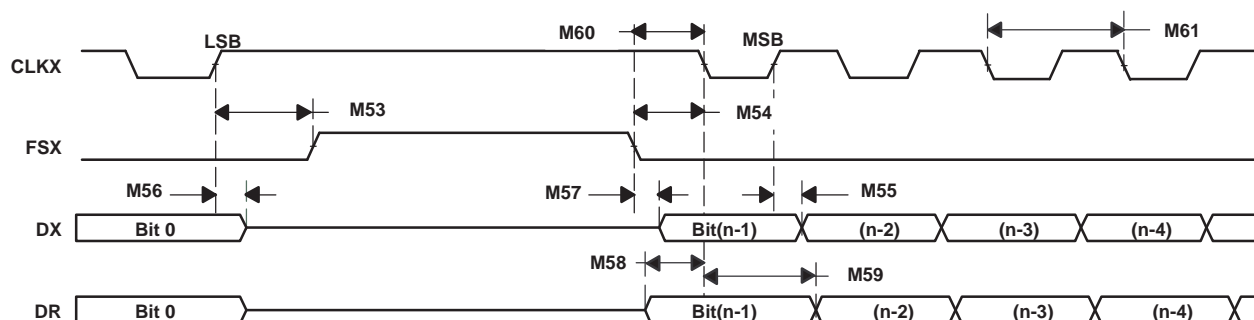 M60
LSB
MSB
M61
CLKX
M53
M54
FSX
M56
M57
M55
DX Bit 0 Bit(n-1) (n-2) (n-3) (n-4)
M58
M59
DR Bit 0 Bit(n-1) (n-2) (n-3) (n-4)